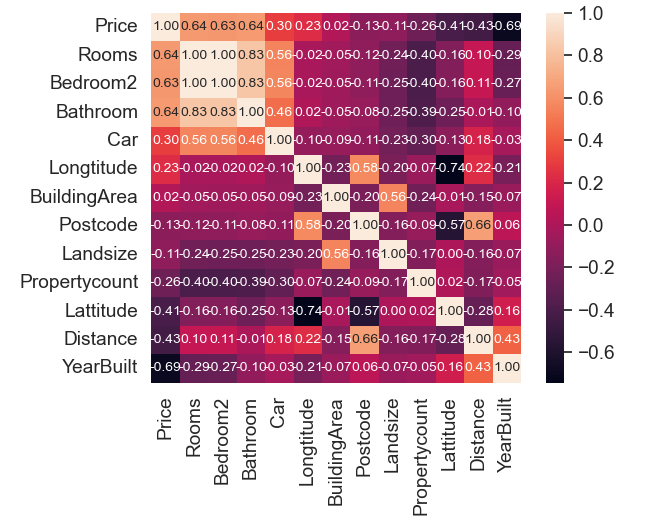 Price 1.00 0.64 0.63 0.64 0.30 0.23 0.02 -0.13 -0.11 -0.26 -0.41 -0.43 -0.69
Rooms 0.64 1.00 1.00 0.83 0.56 -0.02 -0.05 -0.12 -0.24 -0.40 -0.16 0.10 -0.29
Bedroom2 0.63 1.00 1.00 0.83 0.56 -0.02 -0.05 -0.11 -0.25 -0.40 -0.16 0.11 -0.27
Bathroom 0.64 0.83 0.83 1.00 0.46 0.02 -0.05 -0.08 -0.25 -0.39 -0.25 -0.01 -0.10
Car 0.30 0.56 0.56 0.46 1.00 -0.10 -0.09 -0.11 -0.23 -0.30 -0.13 0.18 -0.03
Longtitude 0.23 -0.02 -0.02 0.02 -0.10 1.00 -0.23 0.58 -0.20 -0.07 -0.74 0.22 -0.21
BuildingArea 0.02 -0.05 -0.05 -0.05 -0.09 -0.23 1.00 -0.20 0.56 -0.24 -0.01 -0.15 -0.07
Postcode -0.13 -0.12 -0.11 -0.08 -0.11 0.58 -0.20 1.00 -0.16 -0.09 -0.57 0.66 0.06
Landsize -0.11 -0.24 -0.25 -0.25 -0.23 -0.20 0.56 -0.16 1.00 -0.17 0.00 -0.16 -0.07
Propertycount -0.26 -0.40 -0.40 -0.39 -0.30 -0.07 -0.24 -0.09 -0.17 1.00 0.02 -0.17 -0.05
Lattitude -0.41 -0.16 -0.16 -0.25 -0.13 -0.74 -0.01 -0.57 0.00 0.02 1.00 -0.28 0.16
Distance -0.43 0.10 0.11 -0.01 0.18 0.22 -0.15 0.66 -0.16 -0.17 -0.28 1.00 0.43
YearBuilt -0.69 -0.29 -0.27 -0.10 -0.03 -0.21 -0.07 0.06 -0.07 -0.05 0.16 0.43 1.00
Price
Rooms
Bedroom2
Bathroom
Car
Longtitude
BuildingArea
Postcode
Landsize
Propertycount
Lattitude
Distance
YearBuilt
1.0
0.8
0.6
0.4
0.2
0.0
−0.2
−0.4
−0.6